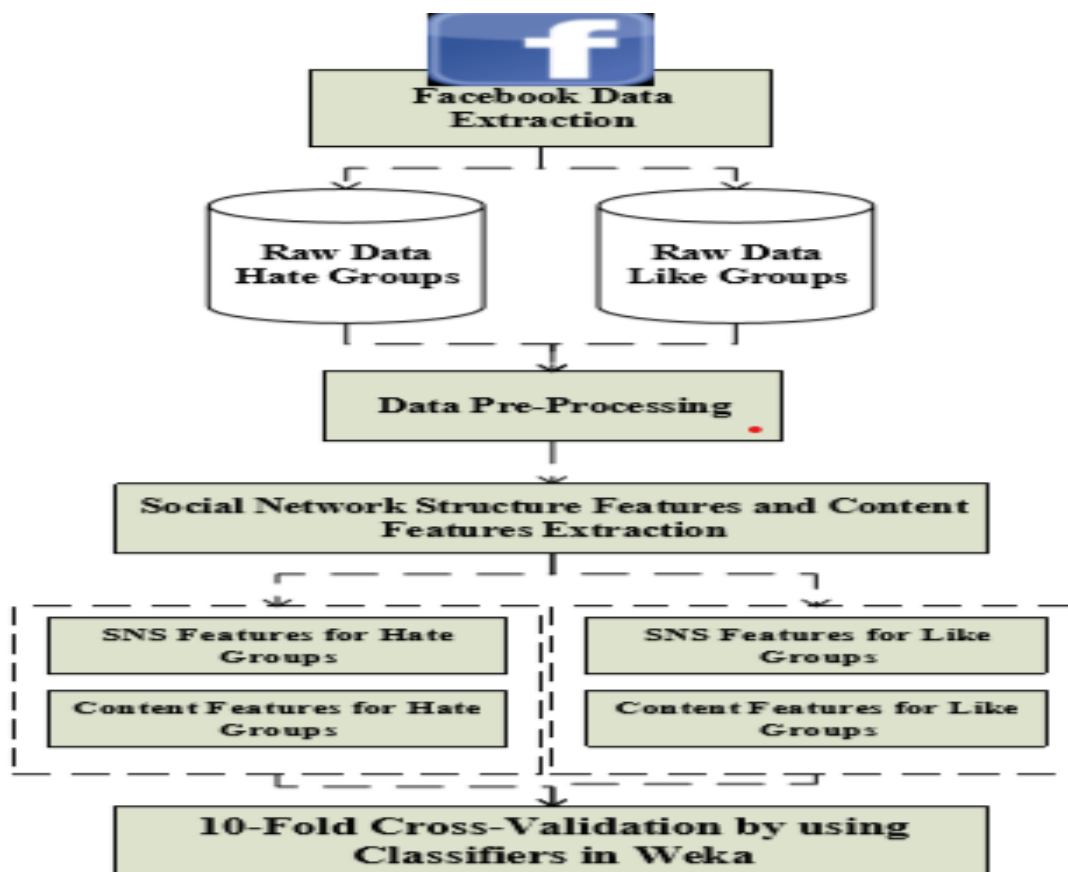 f
Facebook Data
Extraction
Raw Data
Hate Groups
Raw Data
Like Groups
Data Pre-Processing
Social Network Structure Features and Content
Features Extraction
SNS Features for Hate
Groups
Content Features for Hate
Groups
SNS Features for Like
Groups
Content Features for Like
Groups
10-Fold Cross-Validation by using
Classifiers in Weka